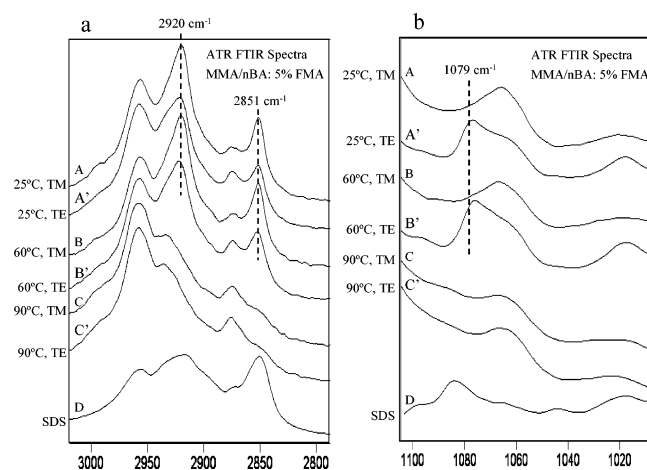 a
2920 cm⁻¹
ATR FTIR Spectra
MMA/nBA: 5% FMA
2851 cm⁻¹
A
25ºC, TM
A’
25ºC, TE
B
60ºC, TM
B’
60ºC, TE
C
90ºC, TM
C’
90ºC, TE
D
SDS
3000 2950 2900 2850
b
ATR FTIR Spectra
MMA/nBA: 5% FMA
1079 cm⁻¹
25ºC, TM A
25ºC, TE A’
60ºC, TM B
60ºC, TE B’
90ºC, TM C
90ºC, TE C’
SDS D
1100 1080 1060 1040 1020